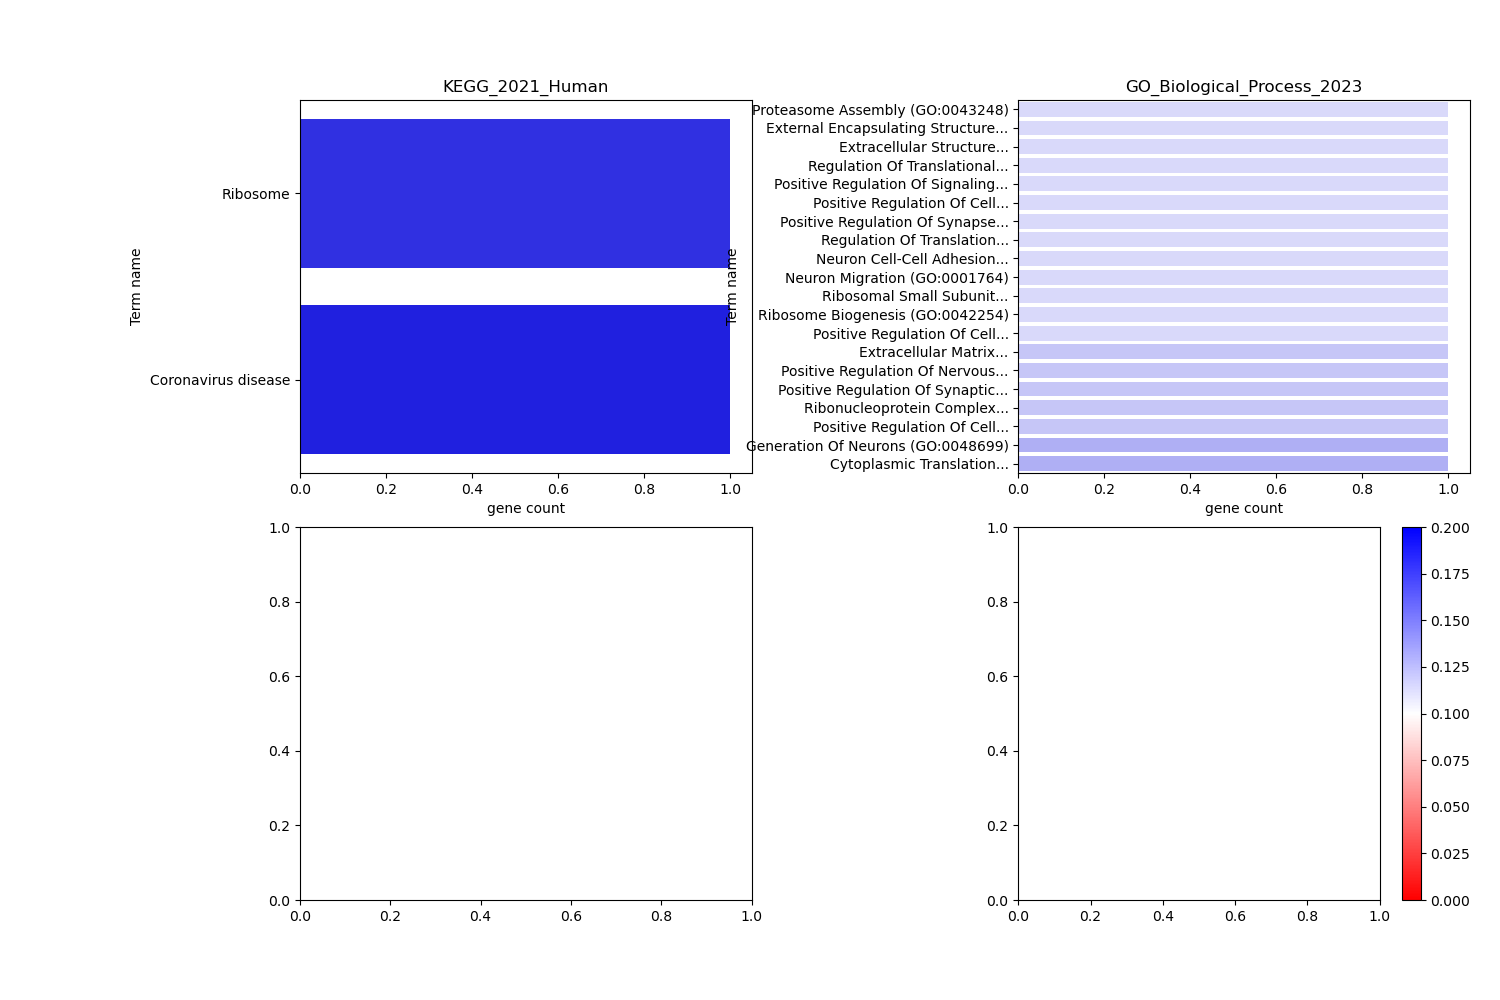 KEGG_2021_Human
Term name
Ribosome
Coronavirus disease
0.0 0.2 0.4 0.6 0.8 1.0
gene count
GO_Biological_Process_2023
Term name
Proteasome Assembly (GO:0043248)
External Encapsulating Structure...
Extracellular Structure...
Regulation Of Translational...
Positive Regulation Of Signaling...
Positive Regulation Of Cell...
Positive Regulation Of Synapse...
Regulation Of Translation...
Neuron Cell-Cell Adhesion...
Neuron Migration (GO:0001764)
Ribosomal Small Subunit...
Ribosome Biogenesis (GO:0042254)
Positive Regulation Of Cell...
Extracellular Matrix...
Positive Regulation Of Nervous...
Positive Regulation Of Synaptic...
Ribonucleoprotein Complex...
Positive Regulation Of Cell...
Generation Of Neurons (GO:0048699)
Cytoplasmic Translation...
0.0 0.2 0.4 0.6 0.8 1.0
gene count
1.0
0.8
0.6
0.4
0.2
0.0
0.0 0.2 0.4 0.6 0.8 1.0
1.0
0.8
0.6
0.4
0.2
0.0
0.0 0.2 0.4 0.6 0.8 1.0
0.200
0.175
0.150
0.125
0.100
0.075
0.050
0.025
0.000